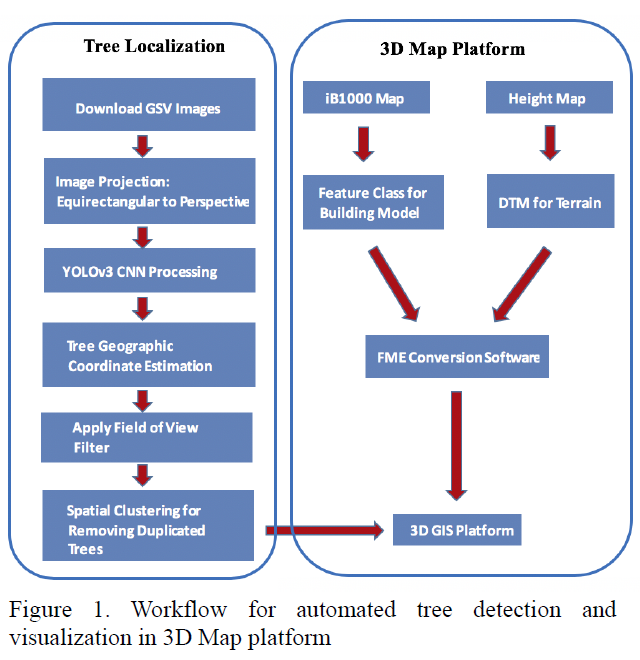 Tree Localization
Download GSV Images
Image Projection:
Equirectangular to Perspective
YOLOv3 CNN Processing
Tree Geographic
Coordinate Estimation
Apply Field of View
Filter
Spatial Clustering for
Removing Duplicated
Trees
3D Map Platform
iB1000 Map
Height Map
Feature Class for
Building Model
DTM for Terrain
FME Conversion Software
3D GIS Platform
Figure 1. Workflow for automated tree detection and
visualization in 3D Map platform